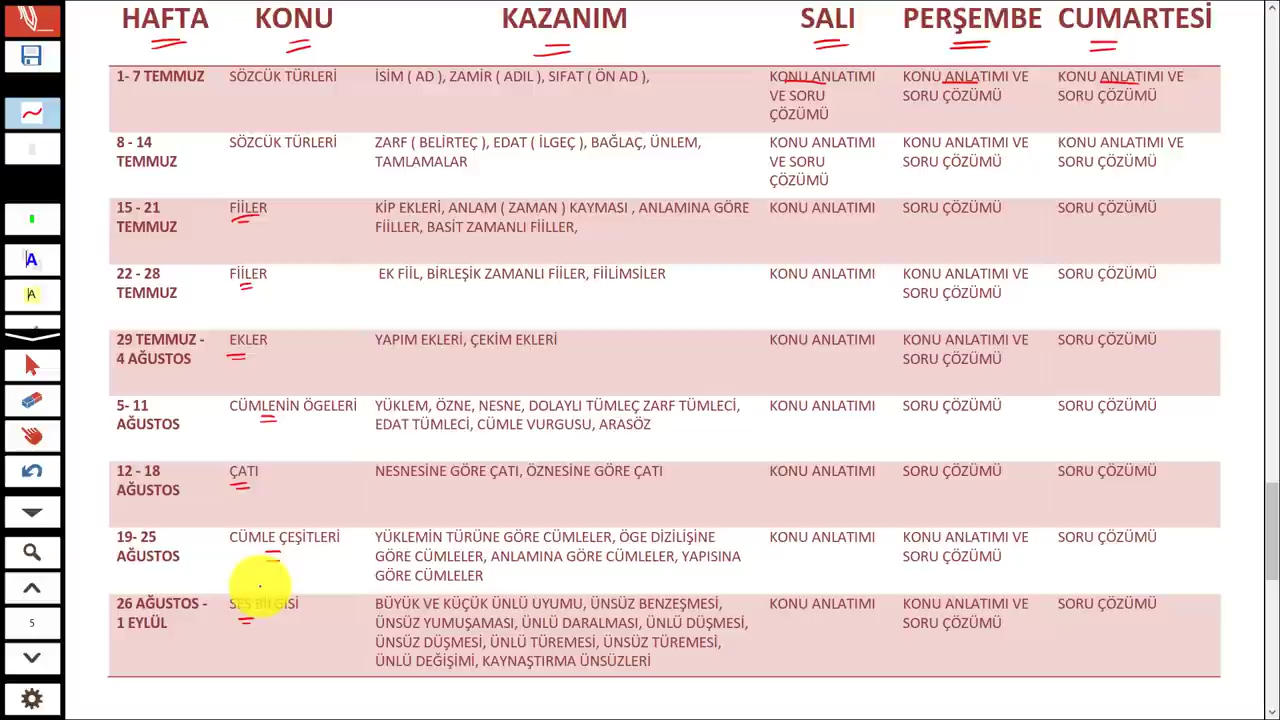 HAFTA KONU KAZANIM SALI PERŞEMBE CUMARTESİ
1- 7 TEMMUZ SÖZCÜK TÜRLERİ İSİM ( AD ), ZAMİR ( ADIL ), SIFAT ( ÖN AD ), KONU ANLATIMI KONU ANLATIMI VE KONU ANLATIMI VE
VE SORU SORU ÇÖZÜMÜ SORU ÇÖZÜMÜ
ÇÖZÜMÜ
8 - 14 SÖZCÜK TÜRLERİ ZARF ( BELİRTEÇ ), EDAT ( İLGEÇ ), BAĞLAÇ, ÜNLEM, KONU ANLATIMI KONU ANLATIMI VE KONU ANLATIMI VE
TEMMUZ TAMLAMALAR VE SORU SORU ÇÖZÜMÜ SORU ÇÖZÜMÜ
ÇÖZÜMÜ
15 - 21 FİİLER KİP EKLERİ, ANLAM ( ZAMAN ) KAYMASI , ANLAMINA GÖRE KONU ANLATIMI SORU ÇÖZÜMÜ SORU ÇÖZÜMÜ
TEMMUZ FİİLLER, BASİT ZAMANLI FİİLLER,
22 - 28 FİİLER EK FİİL, BİRLEŞİK ZAMANLI FİİLER, FİİLİMSİLER KONU ANLATIMI KONU ANLATIMI VE SORU ÇÖZÜMÜ
TEMMUZ SORU ÇÖZÜMÜ
29 TEMMUZ - EKLER YAPIM EKLERİ, ÇEKİM EKLERİ KONU ANLATIMI KONU ANLATIMI VE SORU ÇÖZÜMÜ
4 AĞUSTOS SORU ÇÖZÜMÜ
5- 11 CÜMLENİN ÖGELERİ YÜKLEM, ÖZNE, NESNE, DOLAYLI TÜMLEÇ ZARF TÜMLECİ, KONU ANLATIMI SORU ÇÖZÜMÜ SORU ÇÖZÜMÜ
AĞUSTOS EDAT TÜMLECİ, CÜMLE VURGUSU, ARASÖZ
12 - 18 ÇATI NESNESİNE GÖRE ÇATI, ÖZNESİNE GÖRE ÇATI KONU ANLATIMI SORU ÇÖZÜMÜ SORU ÇÖZÜMÜ
AĞUSTOS
19- 25 CÜMLE ÇEŞİTLERİ YÜKLEMİN TÜRÜNE GÖRE CÜMLELER, ÖGE DİZİLİŞİNE KONU ANLATIMI KONU ANLATIMI VE SORU ÇÖZÜMÜ
AĞUSTOS GÖRE CÜMLELER, ANLAMINA GÖRE CÜMLELER, YAPISINA SORU ÇÖZÜMÜ
GÖRE CÜMLELER
26 AĞUSTOS - SES BİLGİSİ BÜYÜK VE KÜÇÜK ÜNLÜ UYUMU, ÜNSÜZ BENZEŞMESİ, KONU ANLATIMI KONU ANLATIMI VE SORU ÇÖZÜMÜ
1 EYLÜL ÜNSÜZ YUMUŞAMASI, ÜNLÜ DARALMASI, ÜNLÜ DÜŞMESİ, SORU ÇÖZÜMÜ
ÜNSÜZ DÜŞMESİ, ÜNLÜ TÜREMESİ, ÜNSÜZ TÜREMESİ,
ÜNLÜ DEĞİŞİMİ, KAYNAŞTIRMA ÜNSÜZLERİ
A
A
5